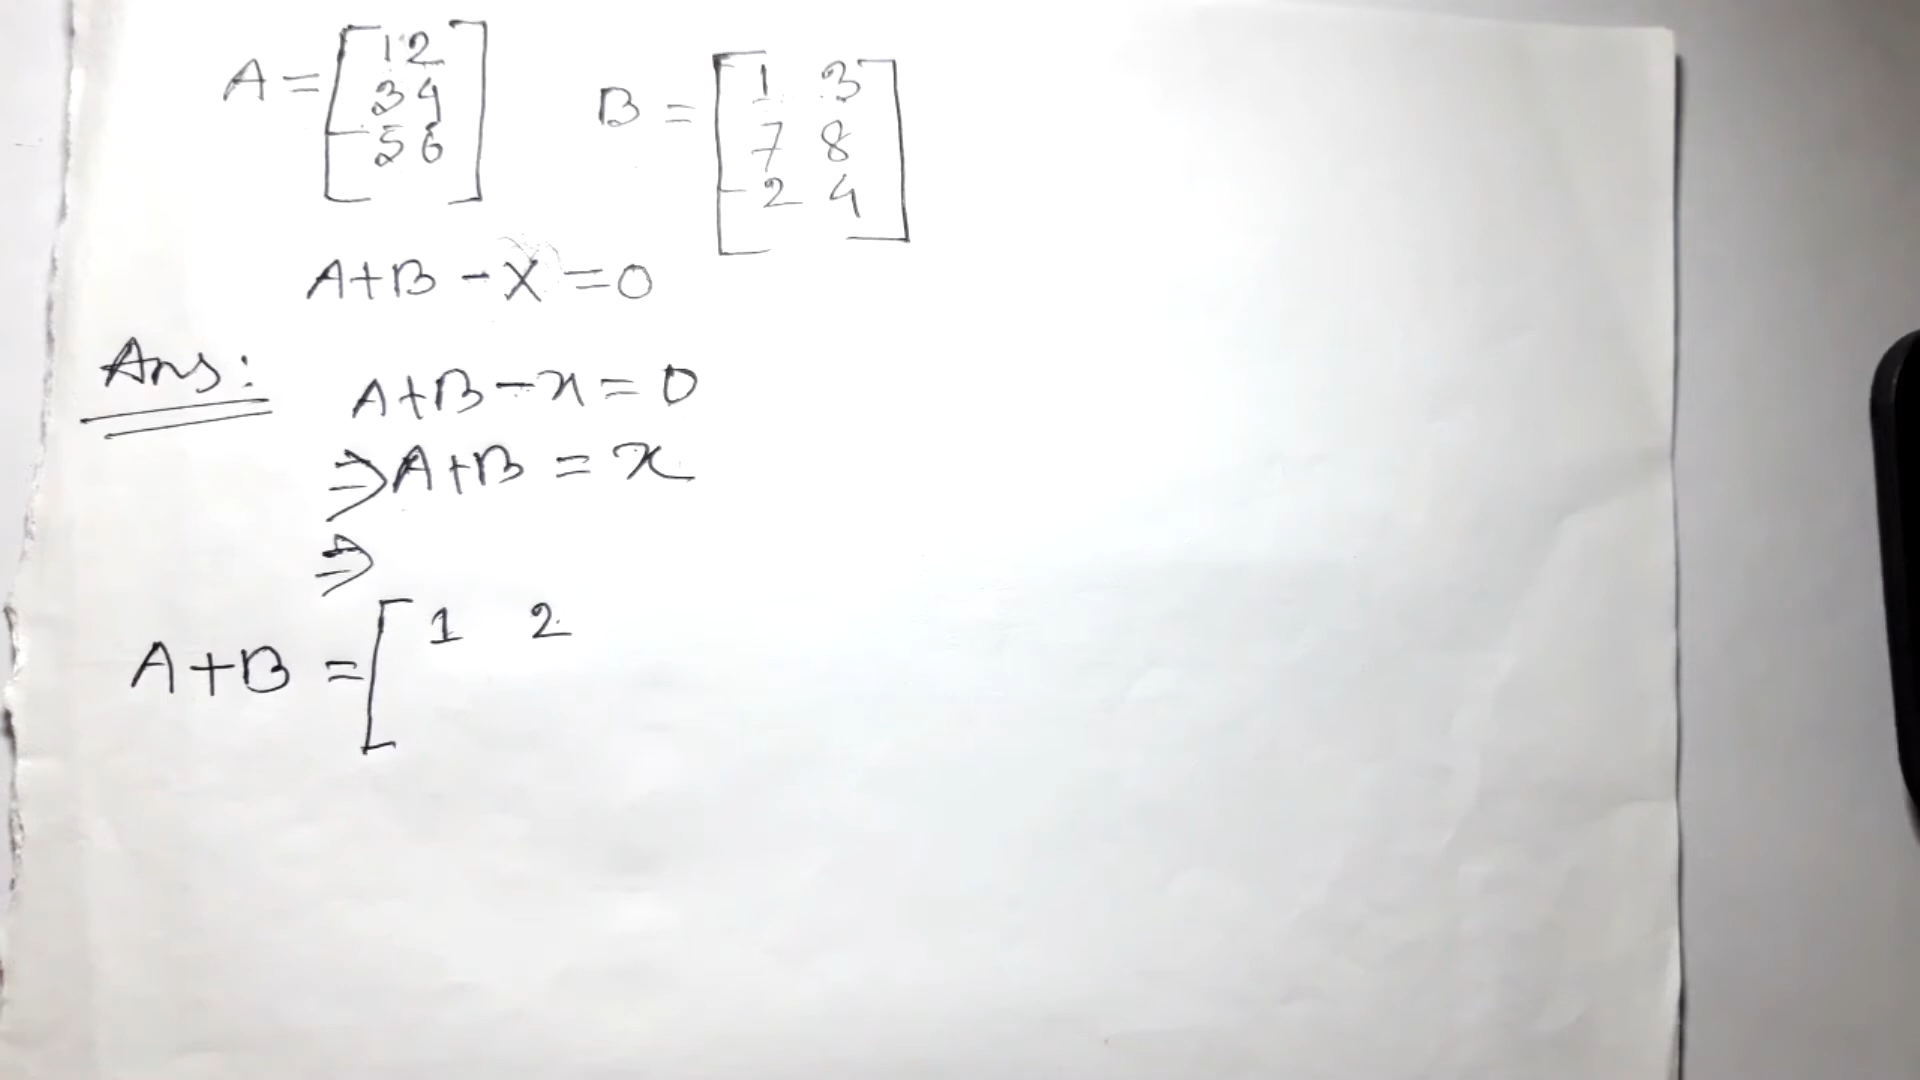 A = [ 1 2
3 4
-5 6 ]
B = [ 1 3
7 8
-2 4 ]
A+B - X = 0
Ans:
A+B - x = 0
⇒ A+B = x
⇒
A+B = [ 1 2